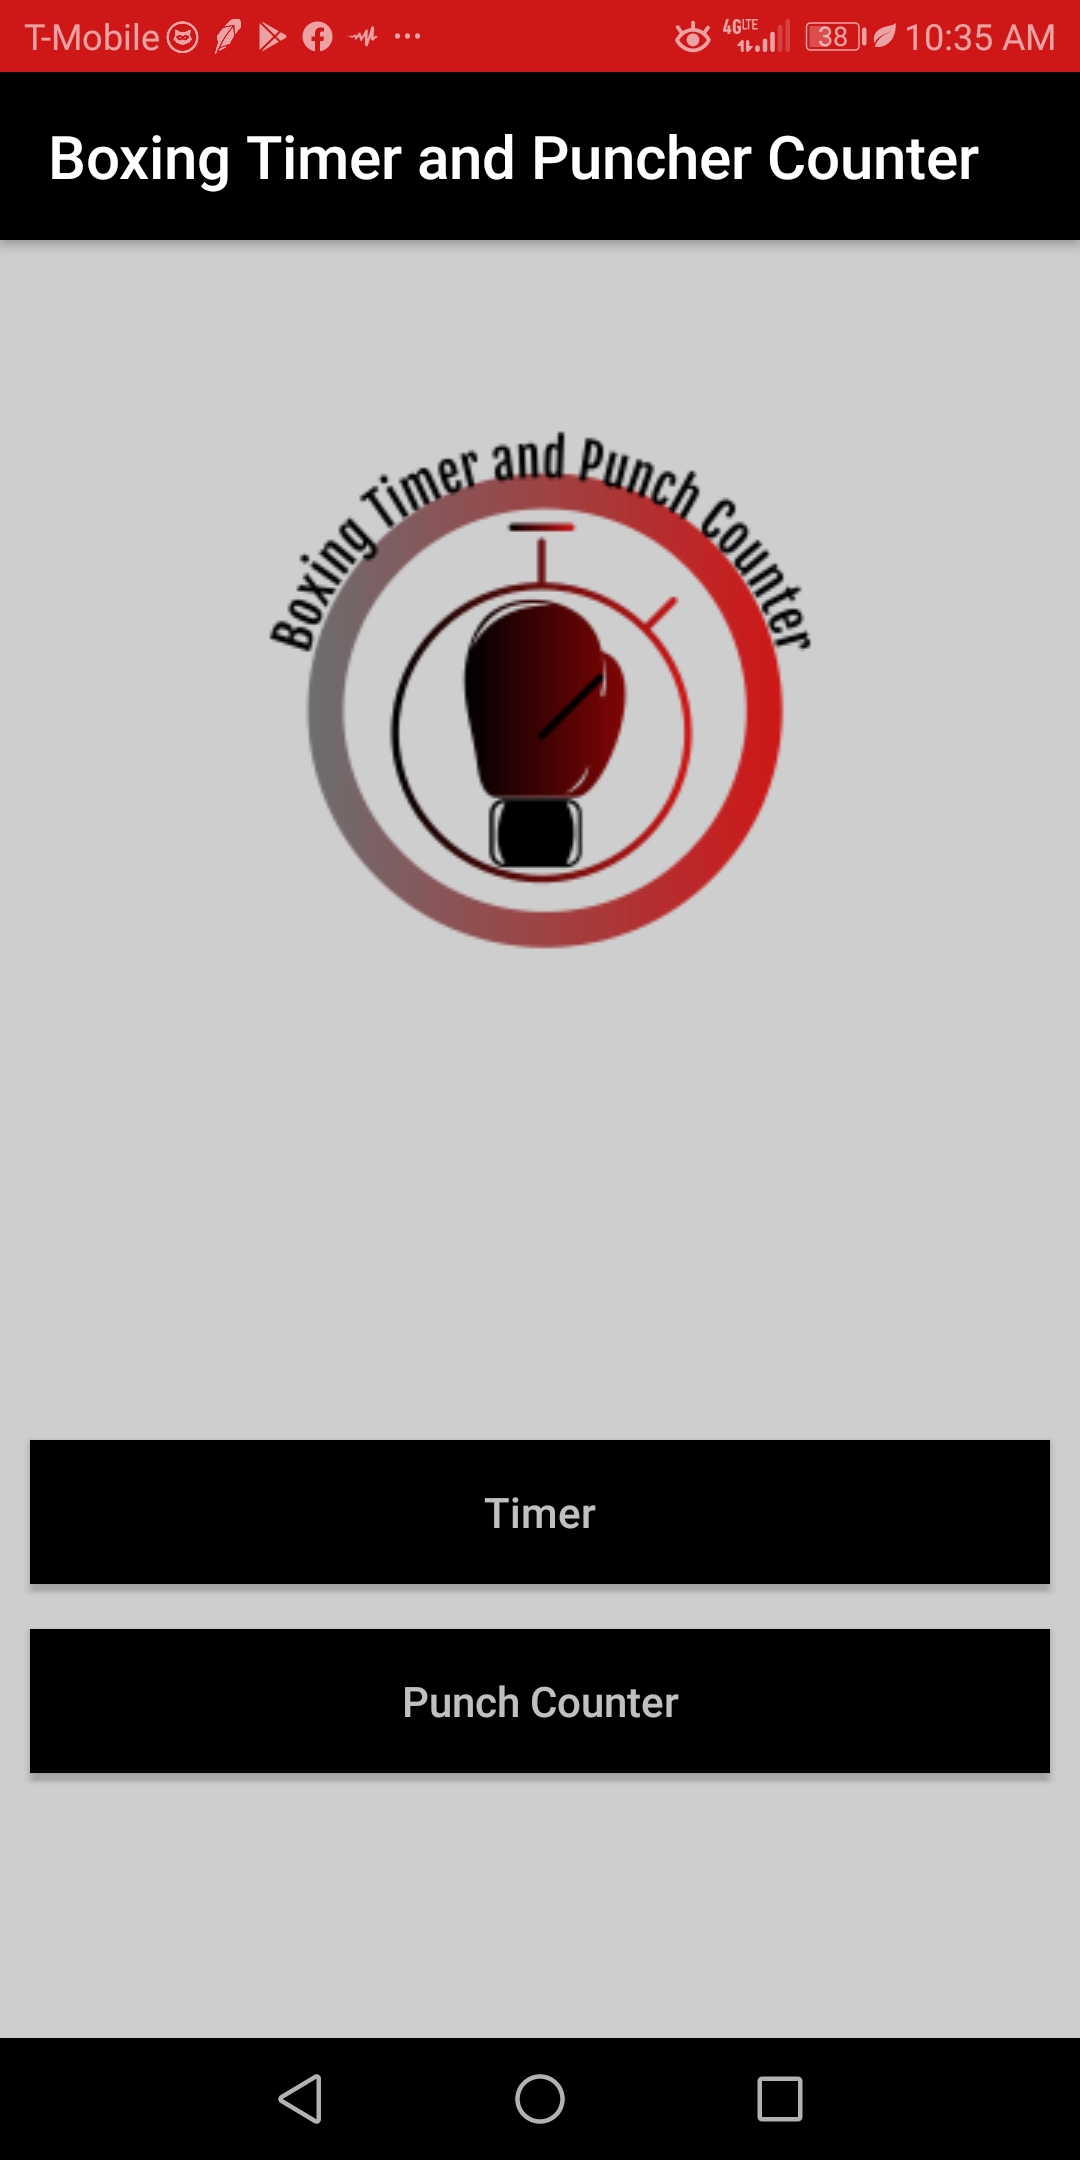 T-Mobile 4G LTE 38 10:35 AM
Boxing Timer and Puncher Counter
Boxing Timer and Punch Counter
Timer
Punch Counter